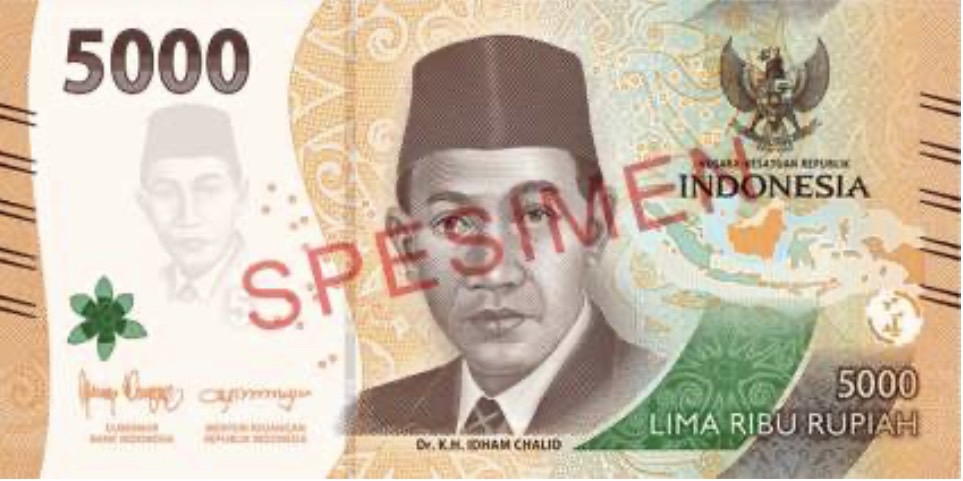 5000
NEGARA KESATUAN REPUBLIK
INDONESIA
SPESIMEN
GUBERNUR
BANK INDONESIA
MENTERI KEUANGAN
REPUBLIK INDONESIA
5000
LIMA RIBU RUPIAH
Dr. K.H. IDHAM CHALID